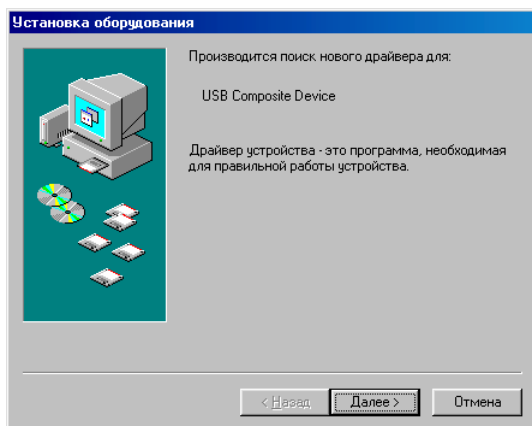 Установка оборудования
Производится поиск нового драйвера для:
USB Composite Device
Драйвер устройства - это программа, необходимая
для правильной работы устройства.
< Назад
Далее >
Отмена